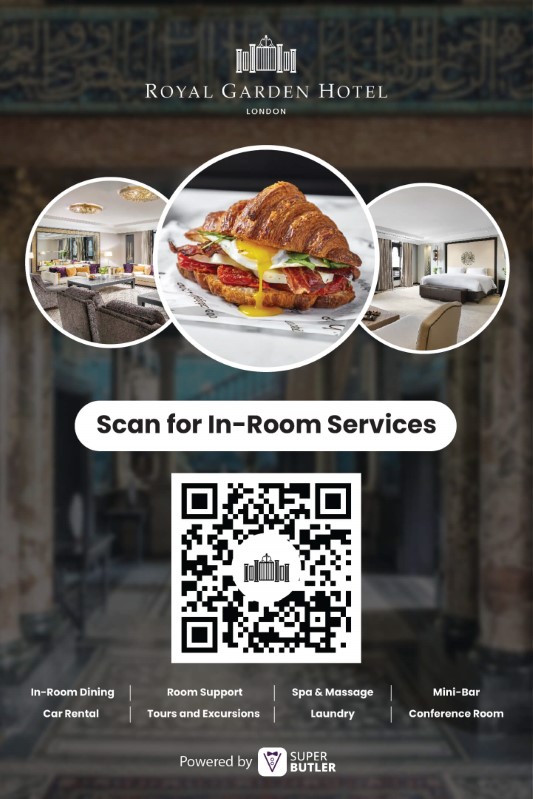 ROYAL GARDEN HOTEL
LONDON
Scan for In-Room Services
In-Room Dining
Room Support
Spa & Massage
Mini-Bar
Car Rental
Tours and Excursions
Laundry
Conference Room
Powered by
SUPER
BUTLER